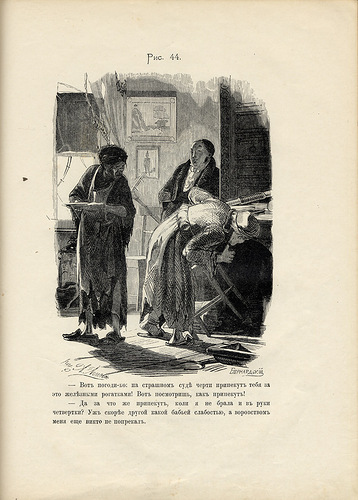 Рис. 44.
Бернардскій
— Вотъ погоди-ко: на страшномъ судѣ черти припекутъ тебя за
это желѣзными рогатками! Вотъ посмотришь, какъ припекутъ!
— Да за что же припекутъ, коли я не брала и въ руки
четвертки? Ужъ скорѣе другой какой бабьей слабостью, а воровствомъ
меня еще никто не попрекалъ.